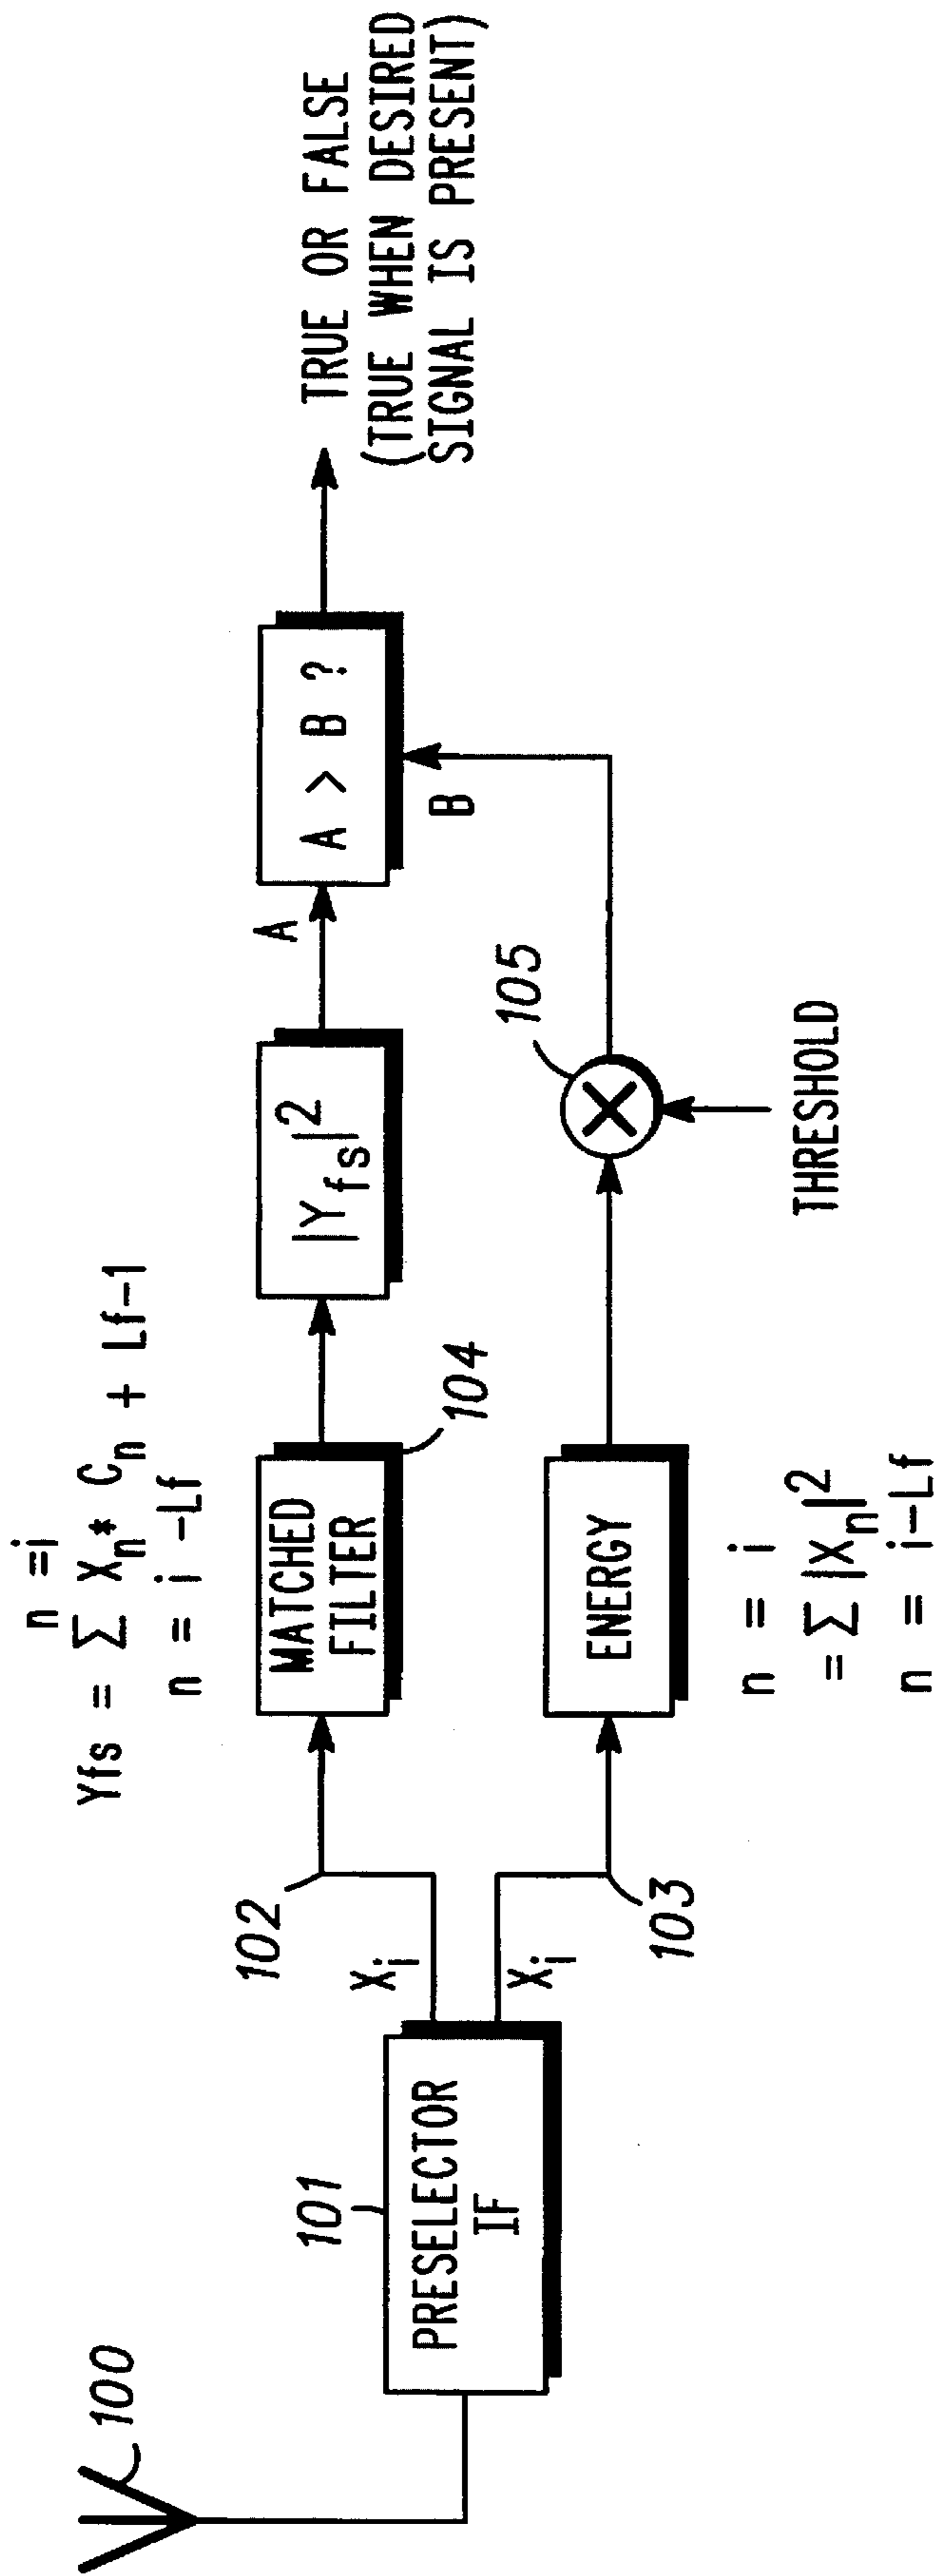 100
101
PRESELECTOR
IF
102
X_i
X_i
103
n =i
Yfs = Σ X_n* C_n + Lf-1
n = i -Lf
MATCHED
FILTER
104
ENERGY
n = i
= Σ |X_n|^2
n = i-Lf
|Y_fs|^2
A
105
THRESHOLD
B
A > B ?
TRUE OR FALSE
(TRUE WHEN DESIRED
SIGNAL IS PRESENT)